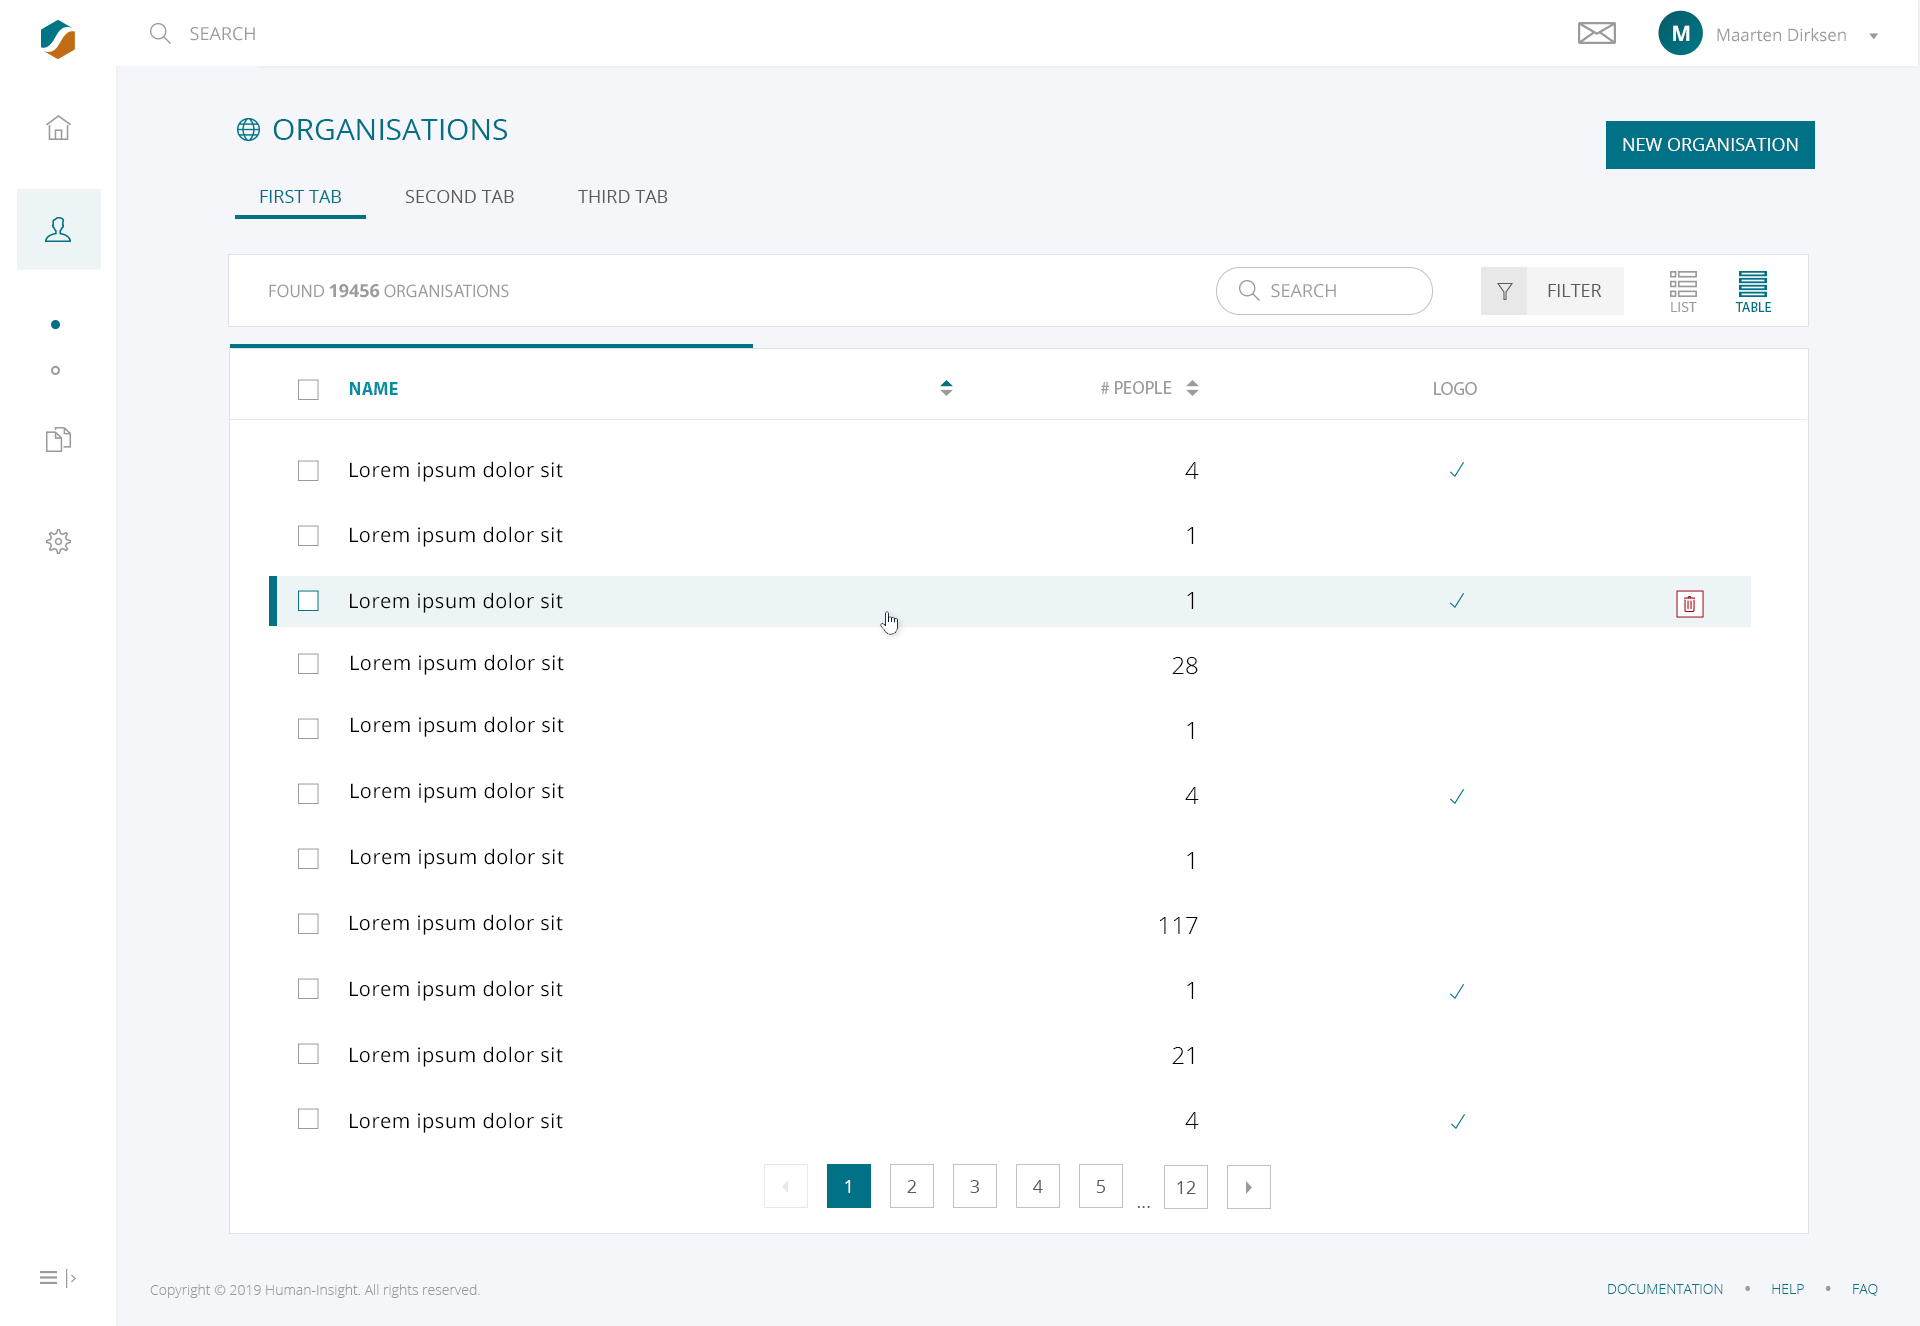 SEARCH
M Maarten Dirksen
ORGANISATIONS
NEW ORGANISATION
FIRST TAB SECOND TAB THIRD TAB
FOUND 19456 ORGANISATIONS
SEARCH
FILTER
LIST
TABLE
NAME # PEOPLE LOGO
Lorem ipsum dolor sit 4
Lorem ipsum dolor sit 1
Lorem ipsum dolor sit 1
Lorem ipsum dolor sit 28
Lorem ipsum dolor sit 1
Lorem ipsum dolor sit 4
Lorem ipsum dolor sit 1
Lorem ipsum dolor sit 117
Lorem ipsum dolor sit 1
Lorem ipsum dolor sit 21
Lorem ipsum dolor sit 4
1 2 3 4 5 ... 12
Copyright © 2019 Human-Insight. All rights reserved.
DOCUMENTATION • HELP • FAQ